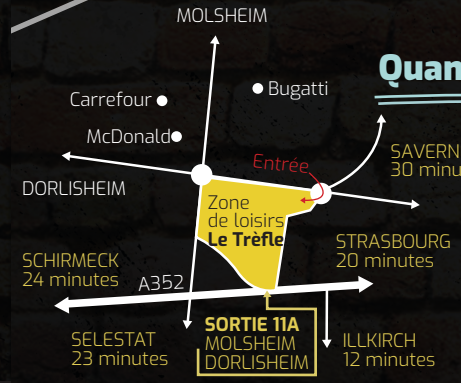 MOLSHEIM
Quan
Bugatti
Carrefour
McDonald
SAVERN
30 minu
Entrée
DORLISHEIM
Zone
de loisirs
Le Trèfle
STRASBOURG
20 minutes
SCHIRMECK
24 minutes
A352
SORTIE 11A
MOLSHEIM
DORLISHEIM
SELESTAT
23 minutes
ILLKIRCH
12 minutes